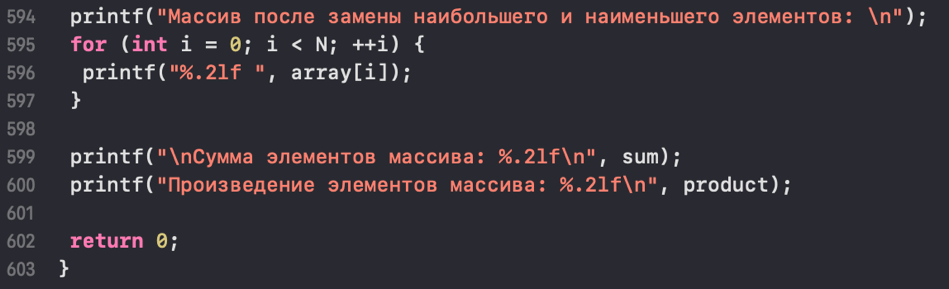 594 printf("Массив после замены наибольшего и наименьшего элементов: \n");
595 for (int i = 0; i < N; ++i) {
596 printf("%.2lf ", array[i]);
597 }
598
599 printf("\nСумма элементов массива: %.2lf\n", sum);
600 printf("Произведение элементов массива: %.2lf\n", product);
601
602 return 0;
603 }